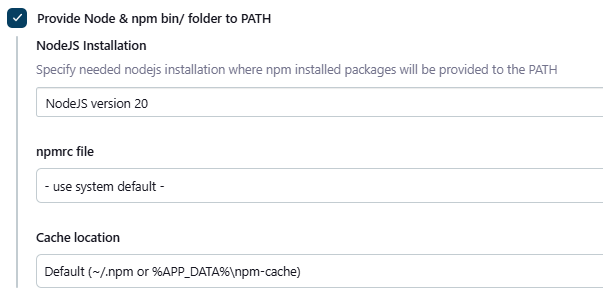 Provide Node & npm bin/ folder to PATH
NodeJS Installation
Specify needed nodejs installation where npm installed packages will be provided to the PATH
NodeJS version 20
npmrc file
- use system default -
Cache location
Default (~/.npm or %APP_DATA%\npm-cache)